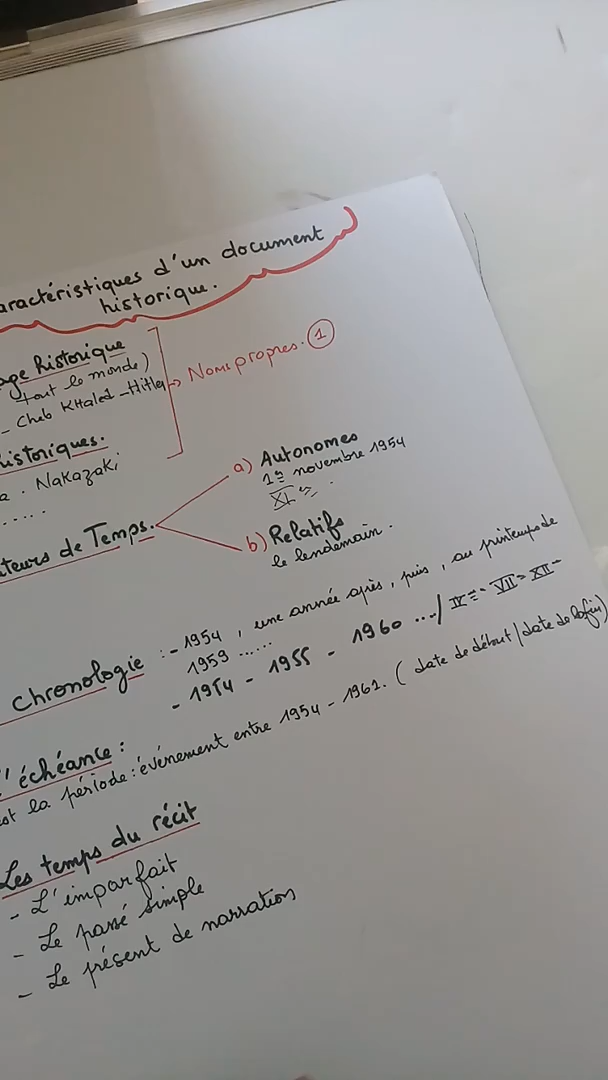 aractéristiques d'un document
historique.
age historique
tout le monde)
- Cheb Khaled - Hitler
→ Noms propres. 1
istoriques.
a . Nakazaki
.....
teurs de Temps.
a) Autonomes
1er novembre 1954
XI
b) Relatifs
le lendemain.
Chronologie : - 1954 , une année après, puis, au printemps de
1959 ......
- 1954 - 1955 - 1960 .../ IV - VII - XII -
l'échéance :
est la période : événement entre 1954 - 1962. ( date de début / date de la fin)
Les temps du récit
- L'imparfait
- Le passé simple
- Le présent de narration